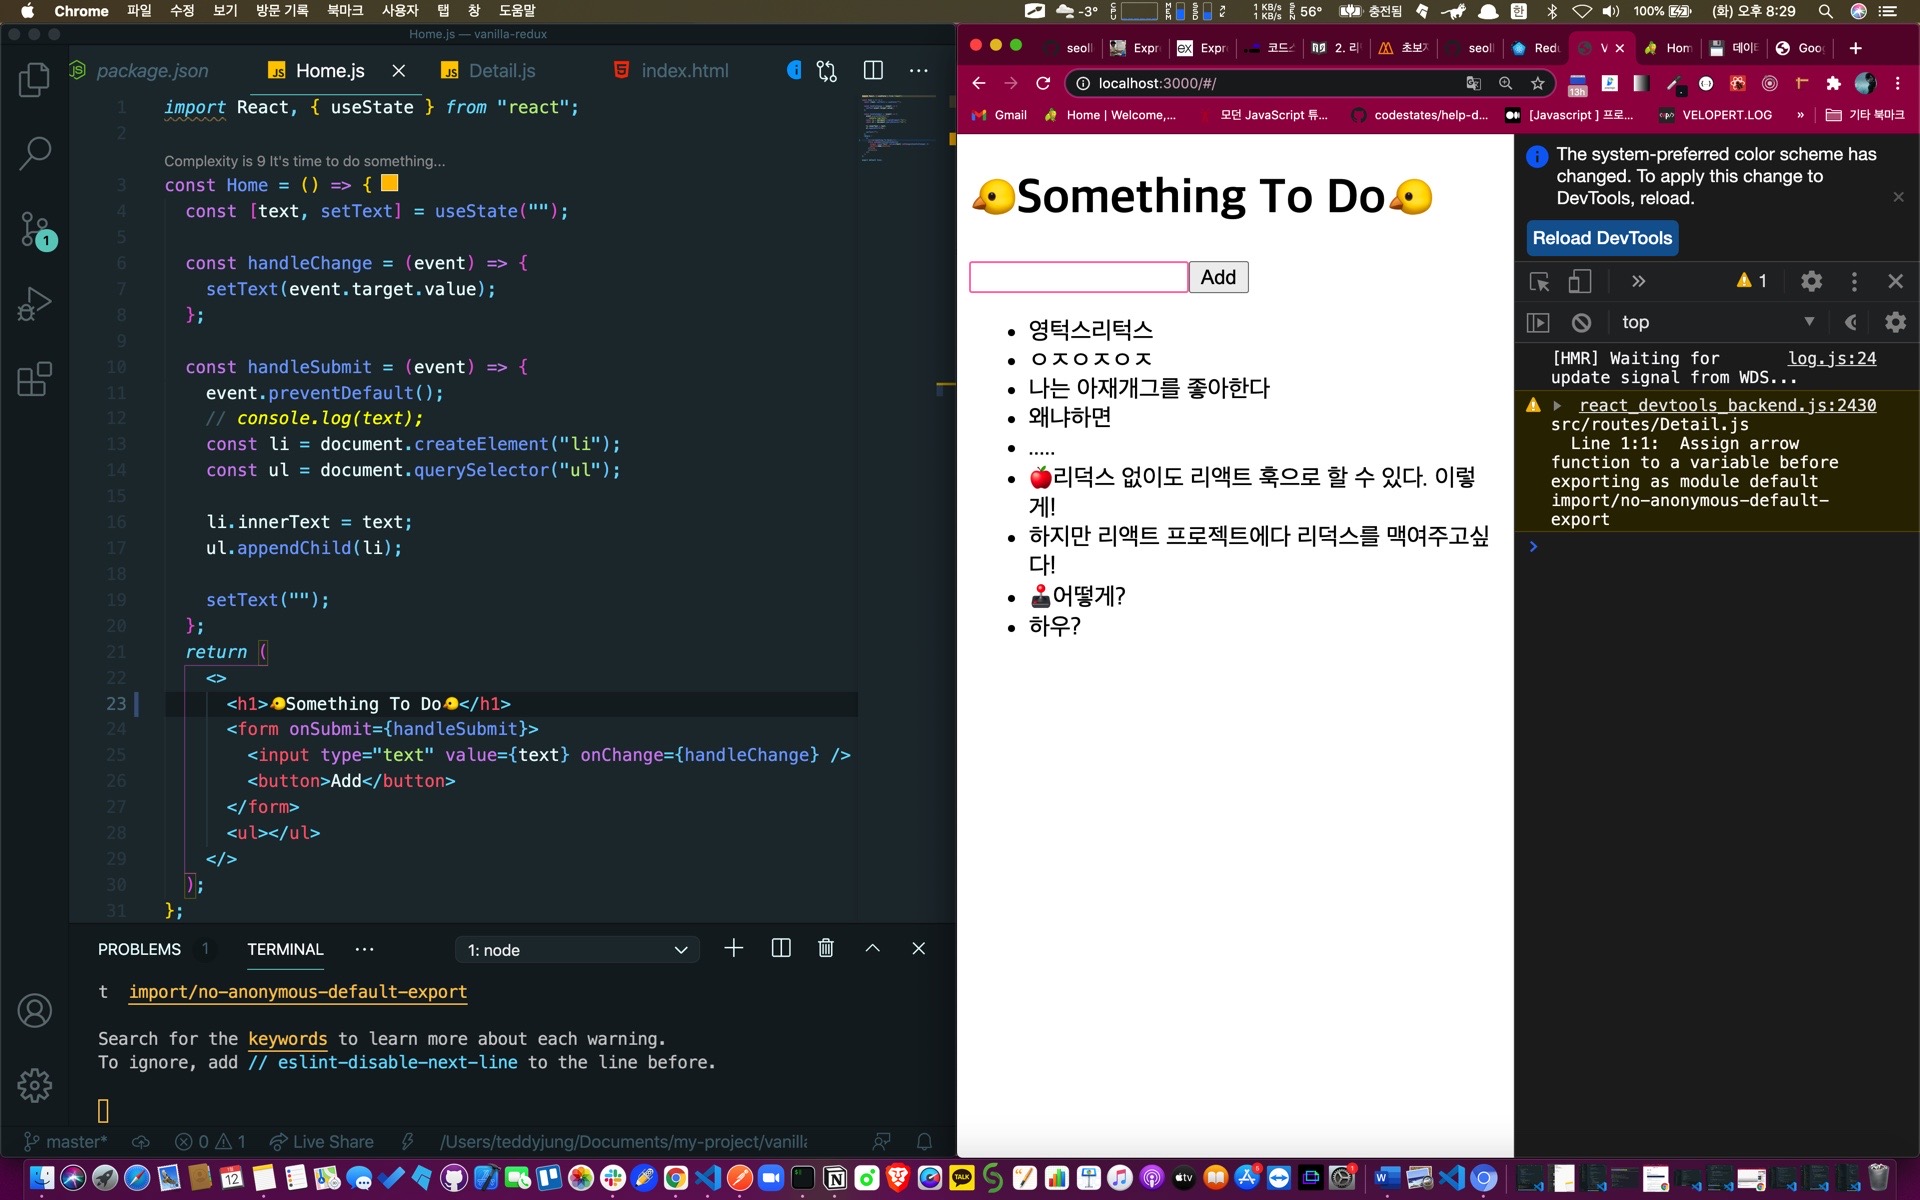 Chrome 파일 수정 보기 방문 기록 북마크 사용자 탭 창 도움말
-3° 1 KB/s 1 KB/s 56° 충전됨 한 100% (화) 오후 8:29
Home.js — vanilla-redux
package.json Home.js Detail.js index.html
1 import React, { useState } from "react";
2
Complexity is 9 It's time to do something...
3 const Home = () => {
4 const [text, setText] = useState("");
5
6 const handleChange = (event) => {
7 setText(event.target.value);
8 };
9
10 const handleSubmit = (event) => {
11 event.preventDefault();
12 // console.log(text);
13 const li = document.createElement("li");
14 const ul = document.querySelector("ul");
15
16 li.innerText = text;
17 ul.appendChild(li);
18
19 setText("");
20 };
21 return (
22 <>
23 <h1>🐤Something To Do🐤</h1>
24 <form onSubmit={handleSubmit}>
25 <input type="text" value={text} onChange={handleChange} />
26 <button>Add</button>
27 </form>
28 <ul></ul>
29 </>
30 );
31 };
PROBLEMS 1 TERMINAL ··· 1: node
t import/no-anonymous-default-export
Search for the keywords to learn more about each warning.
To ignore, add // eslint-disable-next-line to the line before.
master* 0 1 Live Share /Users/teddyjung/Documents/my-project/vanilla
seoll Expr Expr 코드스 2. 리 초보자 seoll Redu V Hom 데이터 Goog
localhost:3000/#/ 13h
Gmail Home | Welcome,... 모던 JavaScript 튜... codestates/help-d... [Javascript ] 프로... VELOPERT.LOG » 기타 북마크
🐤Something To Do🐤
Add
• 영턱스리턱스
• ㅇㅈㅇㅈㅇㅈ
• 나는 아재개그를 좋아한다
• 왜냐하면
• .....
• 🍎리덕스 없이도 리액트 훅으로 할 수 있다. 이렇
게!
• 하지만 리액트 프로젝트에다 리덕스를 맥여주고싶
다!
• 🕹어떻게?
• 하우?
The system-preferred color scheme has
changed. To apply this change to
DevTools, reload.
Reload DevTools
» 1
top
[HMR] Waiting for log.js:24
update signal from WDS...
react_devtools_backend.js:2430
src/routes/Detail.js
Line 1:1: Assign arrow
function to a variable before
exporting as module default
import/no-anonymous-default-
export